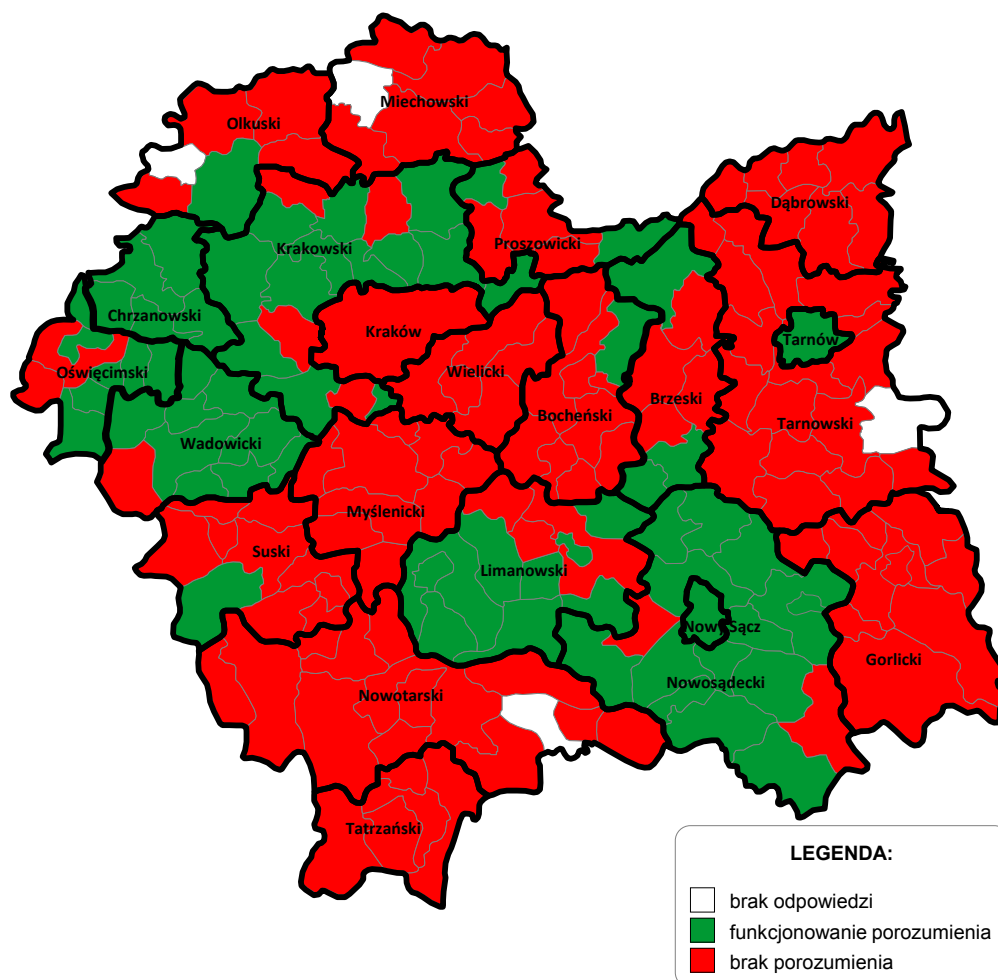 Miechowski
Olkuski
Dąbrowski
Krakowski
Proszowicki
Chrzanowski
Kraków
Tarnów
Oświęcimski
Wielicki
Brzeski
Bocheński
Tarnowski
Wadowicki
Myślenicki
Suski
Limanowski
Nowy Sącz
Gorlicki
Nowosądecki
Nowotarski
Tatrzański
LEGENDA:
brak odpowiedzi
funkcjonowanie porozumienia
brak porozumienia